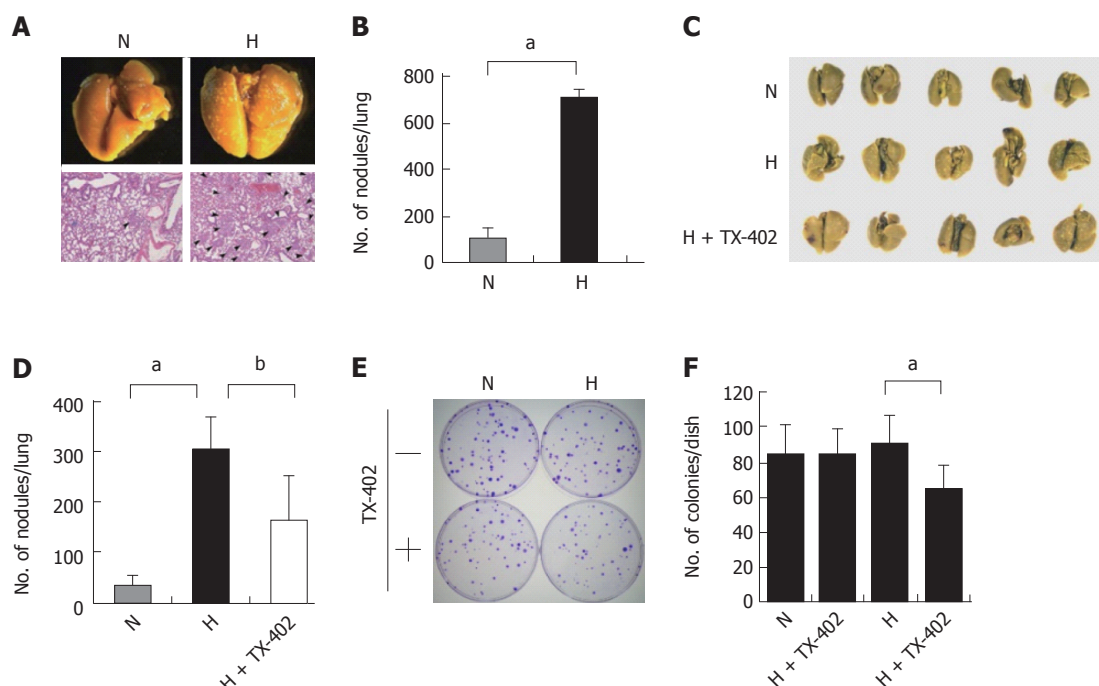 A
N H
B
a
No. of nodules/lung
800
600
400
200
0
N H
C
N
H
H + TX-402
D
a b
No. of nodules/lung
400
300
200
100
0
N
H
H + TX-402
E
N H
TX-402
—
+
F
a
No. of colonies/dish
120
100
80
60
40
20
0
N
H + TX-402
H
H + TX-402